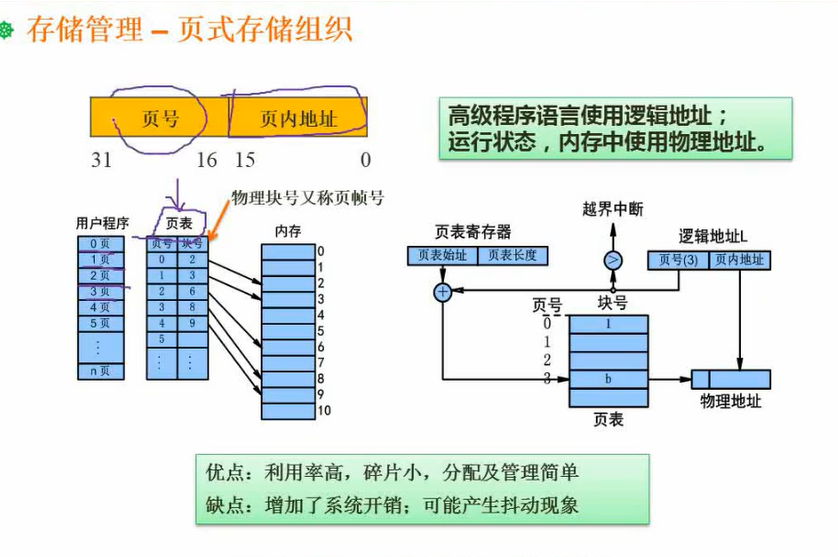 存储管理 – 页式存储组织
页号 页内地址
31 16 15 0
高级程序语言使用逻辑地址；
运行状态，内存中使用物理地址。
物理块号又称页帧号
用户程序
0页
1页
2页
3页
4页
5页
⋮
n页
页表
页号 块号
0 2
1 3
2 6
3 8
4 9
5
⋮ ⋮
内存
0
1
2
3
4
5
6
7
8
9
10
越界中断
页表寄存器
页表始址 页表长度
>
逻辑地址L
页号(3) 页内地址
+
页号 块号
0 1
1
2
3 b
页表
物理地址
优点：利用率高，碎片小，分配及管理简单
缺点：增加了系统开销；可能产生抖动现象